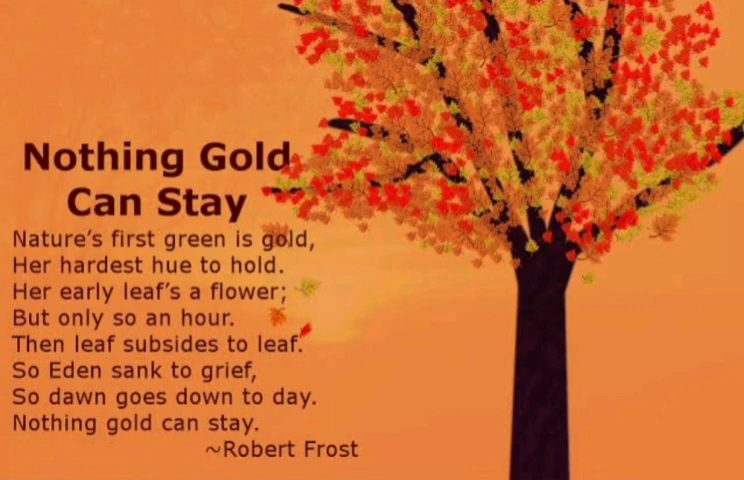 Nothing Gold
Can Stay
Nature’s first green is gold,
Her hardest hue to hold.
Her early leaf’s a flower;
But only so an hour.
Then leaf subsides to leaf.
So Eden sank to grief,
So dawn goes down to day.
Nothing gold can stay.
~Robert Frost